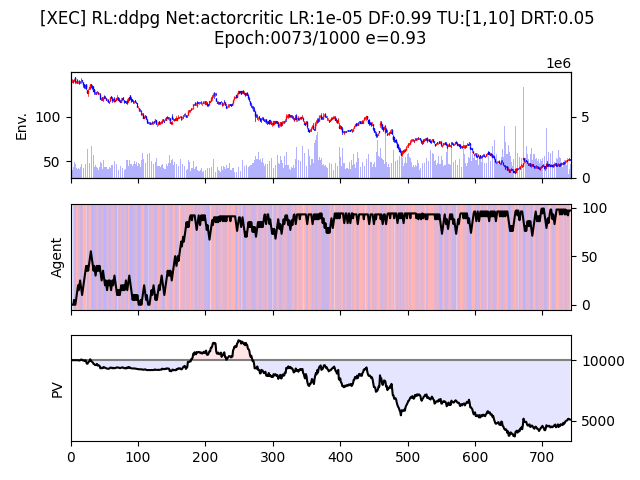 [XEC] RL:ddpg Net:actorcritic LR:1e-05 DF:0.99 TU:[1,10] DRT:0.05
Epoch:0073/1000 e=0.93
1e6
Env.
100
50
5
0
Agent
100
50
0
PV
10000
5000
0 100 200 300 400 500 600 700